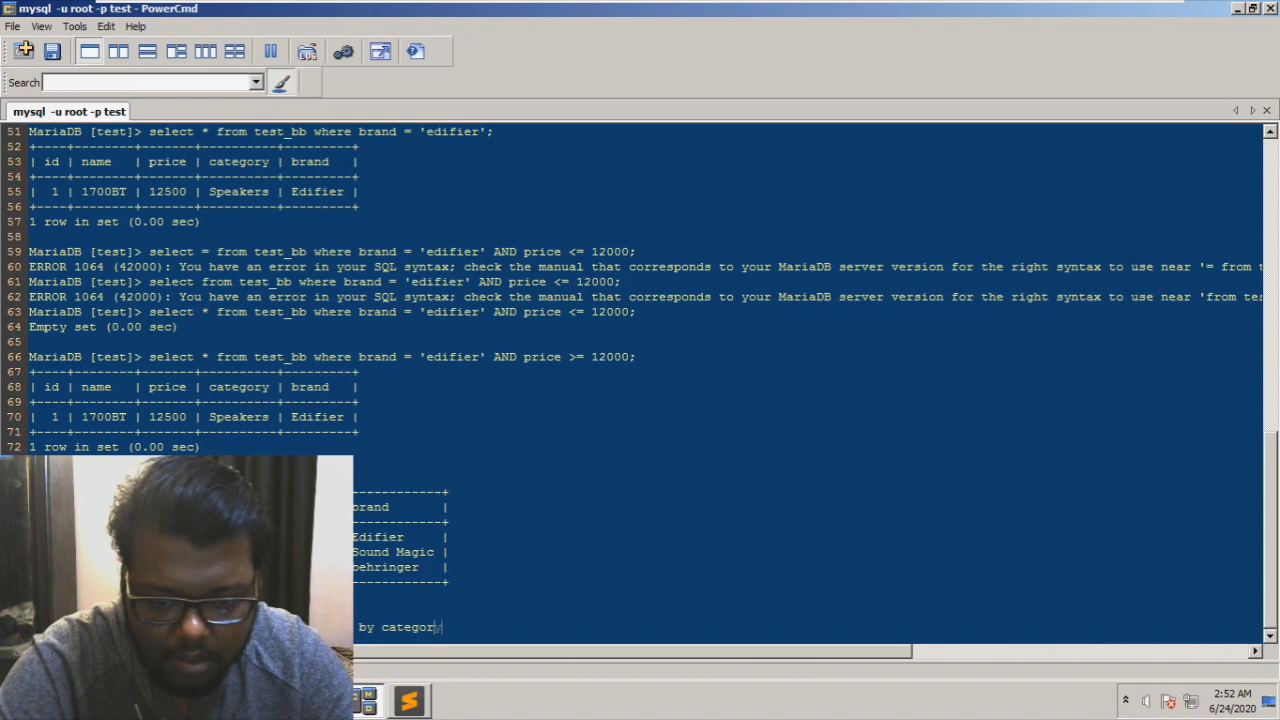 mysql -u root -p test - PowerCmd
File View Tools Edit Help
Search
mysql -u root -p test
51 MariaDB [test]> select * from test_bb where brand = 'edifier';
52 +----+--------+-------+----------+---------+
53 | id | name   | price | category | brand   |
54 +----+--------+-------+----------+---------+
55 |  1 | 1700BT | 12500 | Speakers | Edifier |
56 +----+--------+-------+----------+---------+
57 1 row in set (0.00 sec)
58
59 MariaDB [test]> select = from test_bb where brand = 'edifier' AND price <= 12000;
60 ERROR 1064 (42000): You have an error in your SQL syntax; check the manual that corresponds to your MariaDB server version for the right syntax to use near '= from t
61 MariaDB [test]> select from test_bb where brand = 'edifier' AND price <= 12000;
62 ERROR 1064 (42000): You have an error in your SQL syntax; check the manual that corresponds to your MariaDB server version for the right syntax to use near 'from tes
63 MariaDB [test]> select * from test_bb where brand = 'edifier' AND price <= 12000;
64 Empty set (0.00 sec)
65
66 MariaDB [test]> select * from test_bb where brand = 'edifier' AND price >= 12000;
67 +----+--------+-------+----------+---------+
68 | id | name   | price | category | brand   |
69 +----+--------+-------+----------+---------+
70 |  1 | 1700BT | 12500 | Speakers | Edifier |
71 +----+--------+-------+----------+---------+
72 1 row in set (0.00 sec)
------------+
brand       |
------------+
Edifier
Sound Magic |
behringer   |
------------+
by category
2:52 AM
6/24/2020